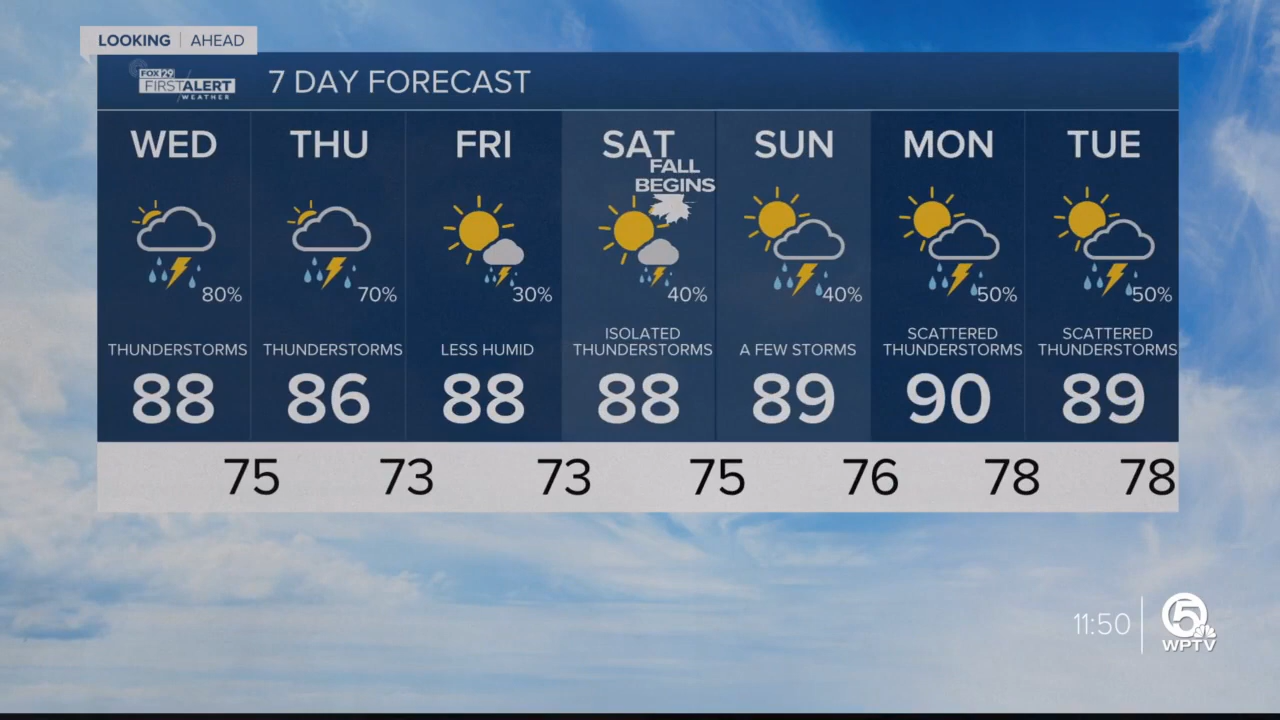 LOOKING | AHEAD
FOX 29
FIRST ALERT
WEATHER
7 DAY FORECAST
WED
THU
FRI
SAT
SUN
MON
TUE
FALL
BEGINS
80%
70%
30%
40%
40%
50%
50%
THUNDERSTORMS
THUNDERSTORMS
LESS HUMID
ISOLATED
THUNDERSTORMS
A FEW STORMS
SCATTERED
THUNDERSTORMS
SCATTERED
THUNDERSTORMS
88
86
88
88
89
90
89
75
73
73
75
76
78
78
11:50
5
WPTV